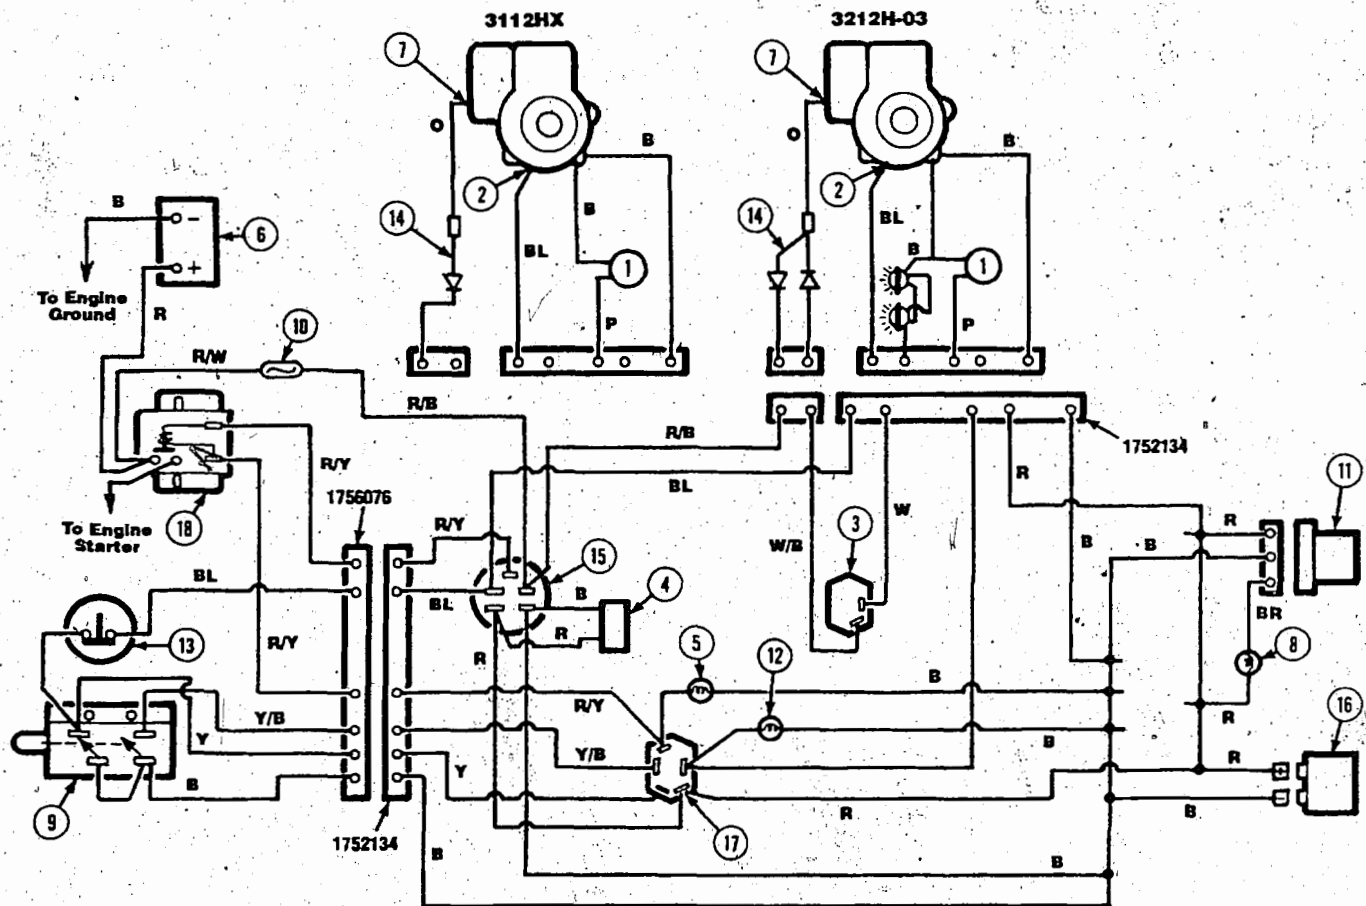 3112HX
3212H-03
7
7
O
O
B
B
2
2
B
6
14
14
B
BL
BL
B
1
1
−
+
To Engine
Ground
R
P
P
10
R/W
R/B
R/B
1752134
R/Y
BL
R
11
1756076
To Engine
Starter
18
R/Y
15
3
W
W/B
B
B
R
BL
BL
B
4
BR
13
R/Y
R
R
5
12
8
B
R/Y
R
16
Y/B
Y
Y/B
Y
B
R
B
9
1752134
B
17
R
B
B